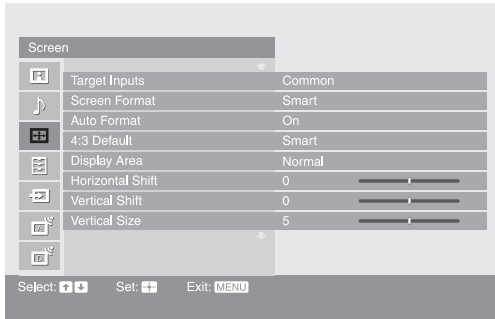 Screen
Target Inputs Common
Screen Format Smart
Auto Format On
4:3 Default Smart
Display Area Normal
Horizontal Shift 0
Vertical Shift 0
Vertical Size 5
Select: Set: Exit: MENU